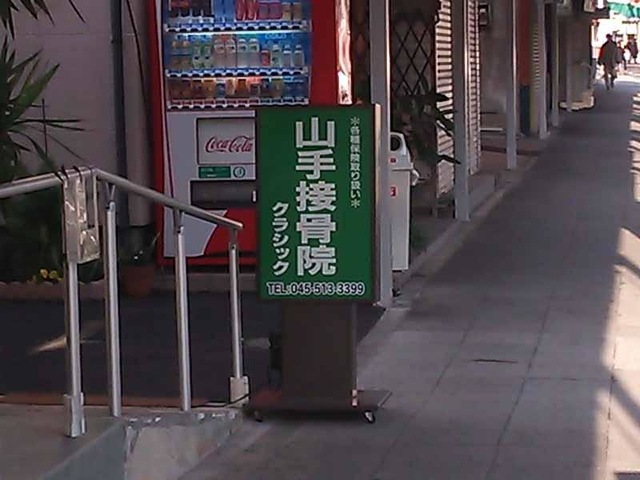 ＊各種保険取り扱い＊
山手接骨院
クラシック
TEL:045-513-3399
Coca-Cola